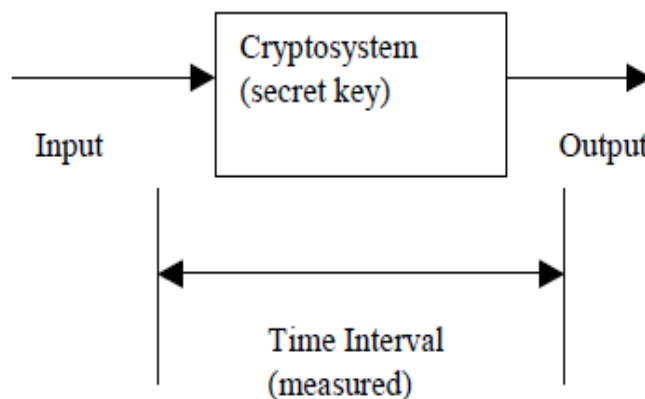 Cryptosystem
(secret key)
Input
Output
Time Interval
(measured)